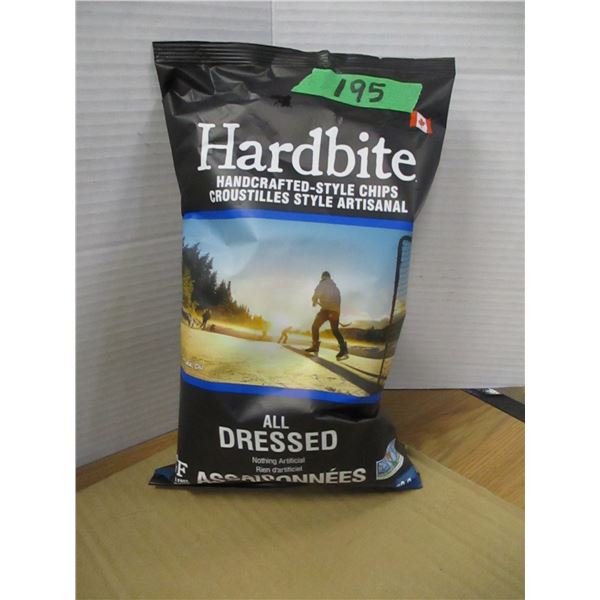 195
Hardbite
HANDCRAFTED-STYLE CHIPS
CROUSTILLES STYLE ARTISANAL
ALL
DRESSED
Nothing Artificial
Rien d'artificiel
ASSAISONNÉES